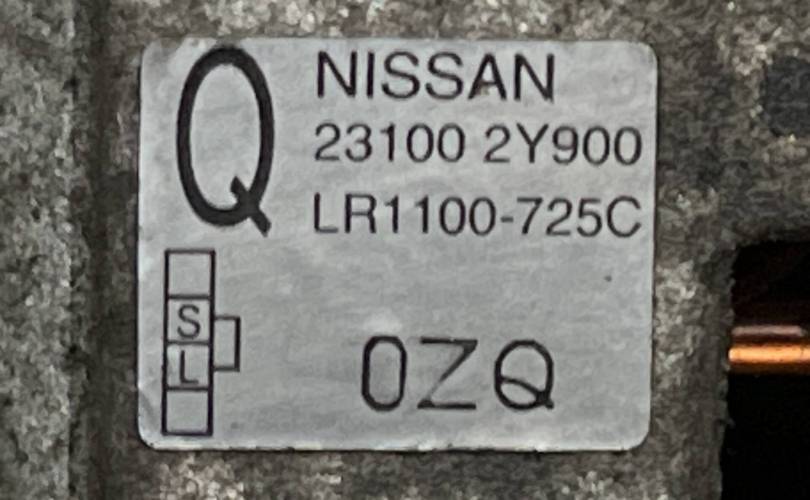 Q
NISSAN
23100 2Y900
LR1100-725C
S
L
0ZQ